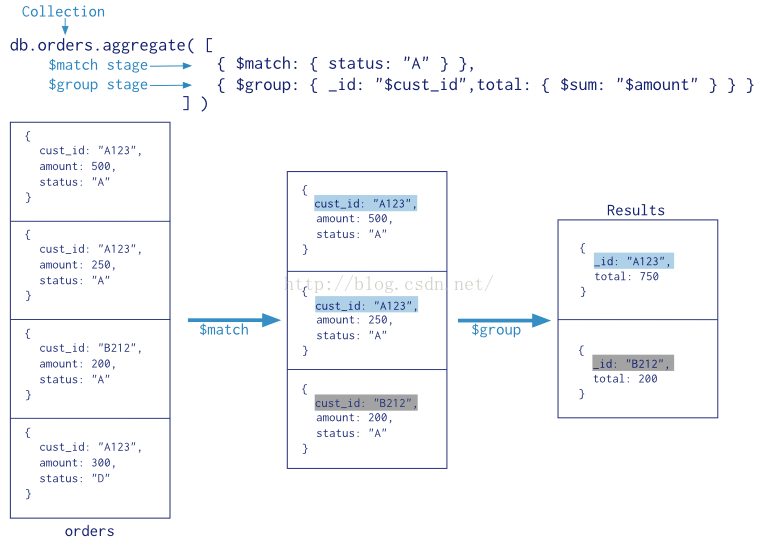 Collection
db.orders.aggregate( [
$match stage { $match: { status: "A" } },
$group stage { $group: { _id: "$cust_id",total: { $sum: "$amount" } } }
] )
{
cust_id: "A123",
amount: 500,
status: "A"
}
{
cust_id: "A123",
amount: 250,
status: "A"
}
{
cust_id: "B212",
amount: 200,
status: "A"
}
{
cust_id: "A123",
amount: 300,
status: "D"
}
orders
$match
{
cust_id: "A123",
amount: 500,
status: "A"
}
http://blog.csdn.net/
{
cust_id: "A123",
amount: 250,
status: "A"
}
{
cust_id: "B212",
amount: 200,
status: "A"
}
$group
Results
{
_id: "A123",
total: 750
}
{
_id: "B212",
total: 200
}